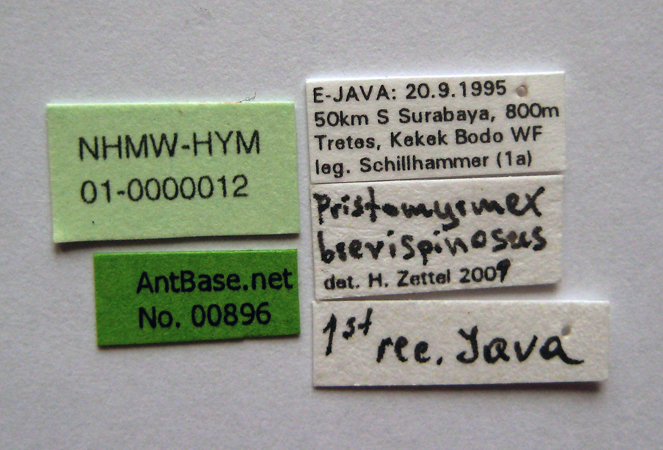 NHMW-HYM
01-0000012
AntBase.net
No. 00896
E-JAVA: 20.9.1995
50km S Surabaya, 800m
Tretes, Kekek Bodo WF
leg. Schillhammer (1a)
Pristomyrmex
brevispinosus
det. H. Zettel 2009
1st rec. Java